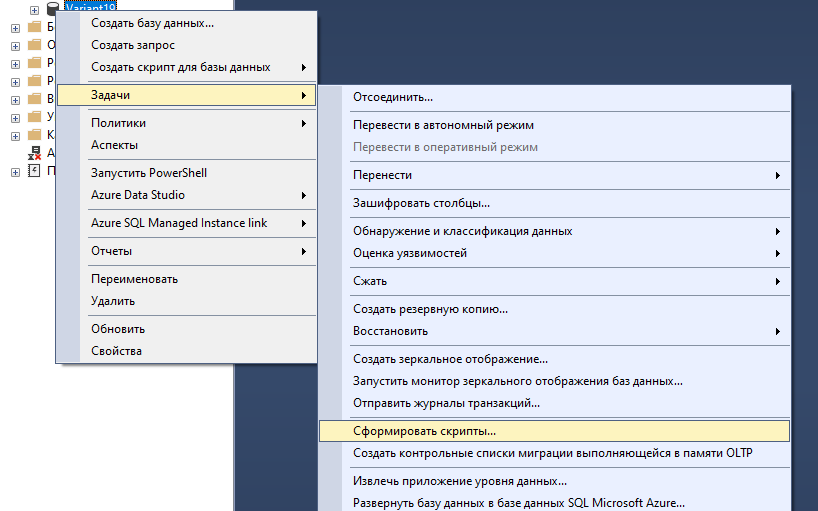 Variant19
Б
О
Р
Р
В
У
К
А
П
Создать базу данных...
Создать запрос
Создать скрипт для базы данных
Задачи
Политики
Аспекты
Запустить PowerShell
Azure Data Studio
Azure SQL Managed Instance link
Отчеты
Переименовать
Удалить
Обновить
Свойства
Отсоединить...
Перевести в автономный режим
Перевести в оперативный режим
Перенести
Зашифровать столбцы...
Обнаружение и классификация данных
Оценка уязвимостей
Сжать
Создать резервную копию...
Восстановить
Создать зеркальное отображение...
Запустить монитор зеркального отображения баз данных...
Отправить журналы транзакций...
Сформировать скрипты...
Создать контрольные списки миграции выполняющейся в памяти OLTP
Извлечь приложение уровня данных...
Развернуть базу данных в базе данных SQL Microsoft Azure...